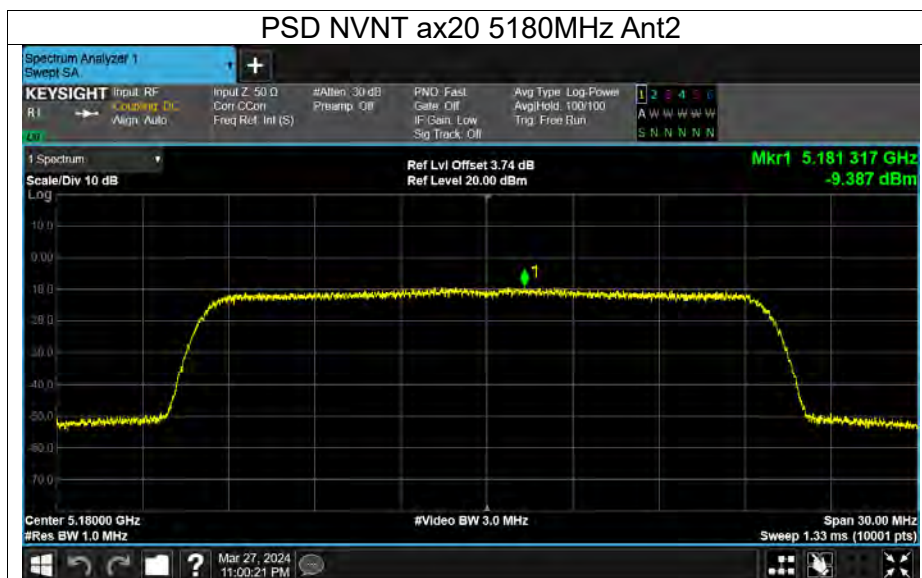 PSD NVNT ax20 5180MHz Ant2
Spectrum Analyzer 1
Swept SA
+
KEYSIGHT Input: RF Input Z: 50 Ω #Atten: 30 dB PNO: Fast Avg Type: Log-Power 1 2 3 4 5 6
R L Coupling: DC Corr CCorr Preamp: Off Gate: Off Avg|Hold: 100/100 A W W W W W
Align: Auto Freq Ref: Int (S) IF Gain: Low Trig: Free Run S N N N N N
Sig Track: Off
1 Spectrum Ref Lvl Offset 3.74 dB Mkr1 5.181 317 GHz
Scale/Div 10 dB Ref Level 20.00 dBm -9.387 dBm
Log
10.0
0.00
-10.0
-20.0
-30.0
-40.0
-50.0
-60.0
-70.0
1
Center 5.18000 GHz #Video BW 3.0 MHz Span 30.00 MHz
#Res BW 1.0 MHz Sweep 1.33 ms (10001 pts)
? Mar 27, 2024
11:00:21 PM